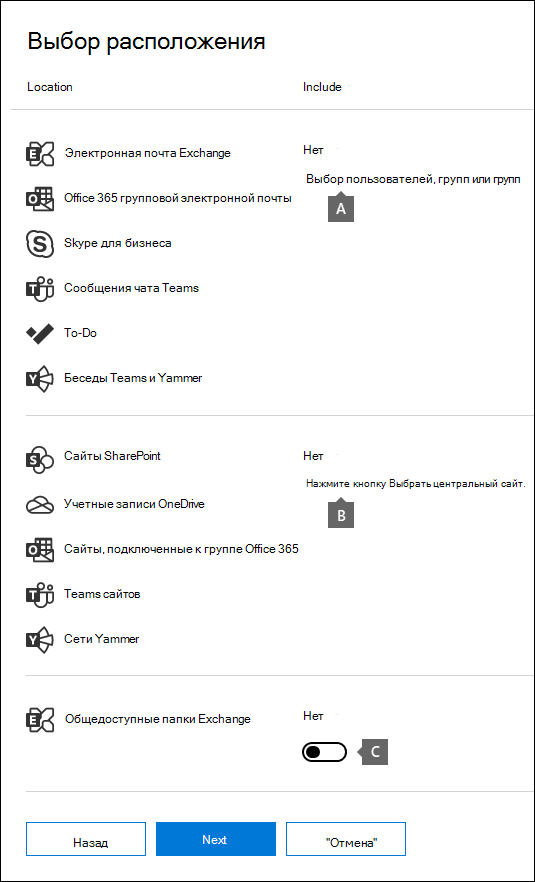 Выбор расположения
Location Include
Электронная почта Exchange Нет
Выбор пользователей, групп или групп
Office 365 групповой электронной почты
A
Skype для бизнеса
Сообщения чата Teams
To-Do
Беседы Teams и Yammer
Сайты SharePoint Нет
Нажмите кнопку Выбрать центральный сайт.
Учетные записи OneDrive
B
Сайты, подключенные к группе Office 365
Teams сайтов
Сети Yammer
Общедоступные папки Exchange Нет
C
Назад Next "Отмена"